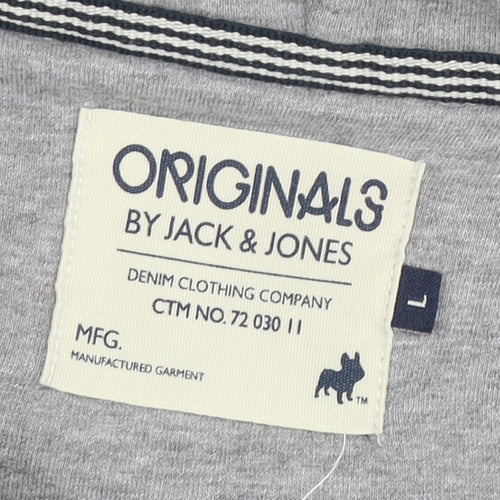 ORIGINALS
BY JACK & JONES
DENIM CLOTHING COMPANY
CTM NO. 72 030 11
MFG.
MANUFACTURED GARMENT
TM
L